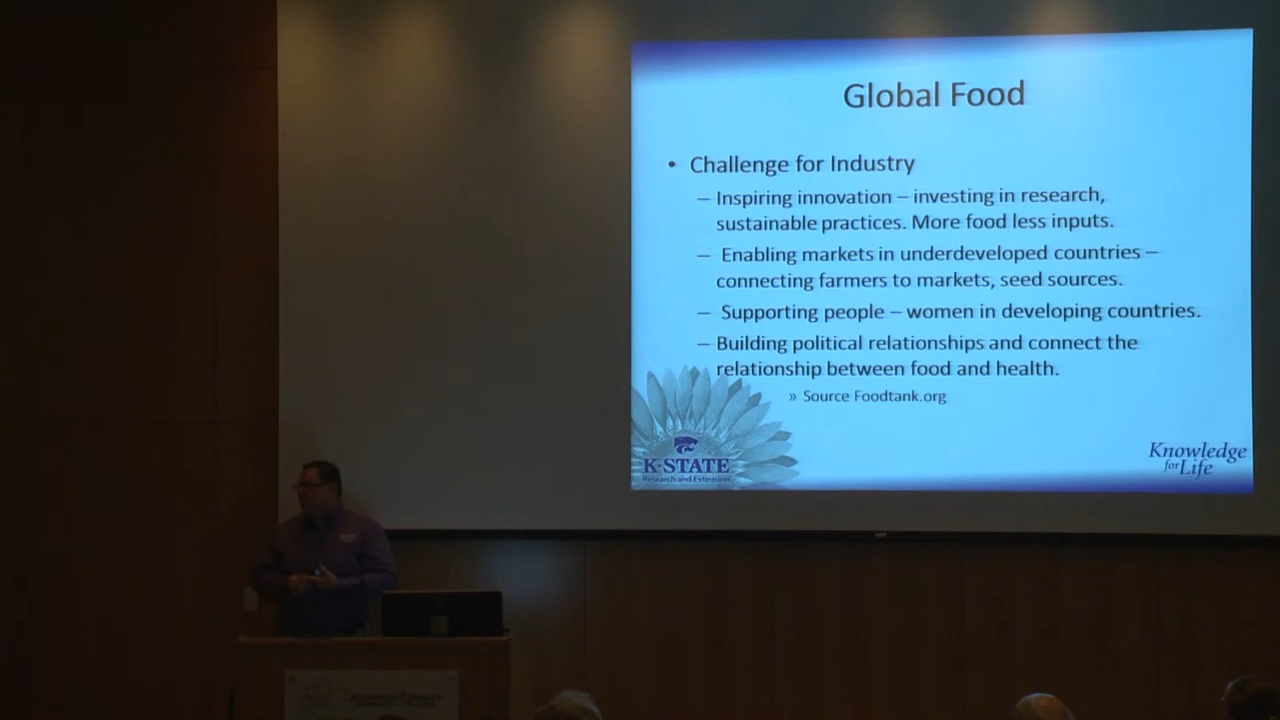 Global Food
• Challenge for Industry
– Inspiring innovation – investing in research,
sustainable practices. More food less inputs.
– Enabling markets in underdeveloped countries –
connecting farmers to markets, seed sources.
– Supporting people – women in developing countries.
– Building political relationships and connect the
relationship between food and health.
» Source Foodtank.org
K-STATE
Research and Extension
Knowledge
for Life